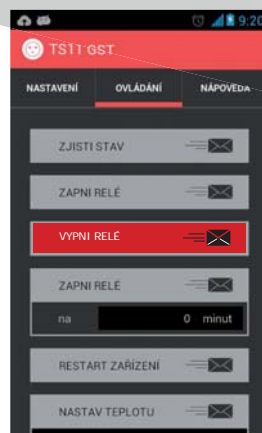 9:20
TS11 GST
NASTAVENÍ OVLÁDÁNÍ NÁPOVĚDA
ZJISTI STAV
ZAPNI RELÉ
VYPNI RELÉ
ZAPNI RELÉ
na 0 minut
RESTART ZAŘÍZENÍ
NASTAV TEPLOTU